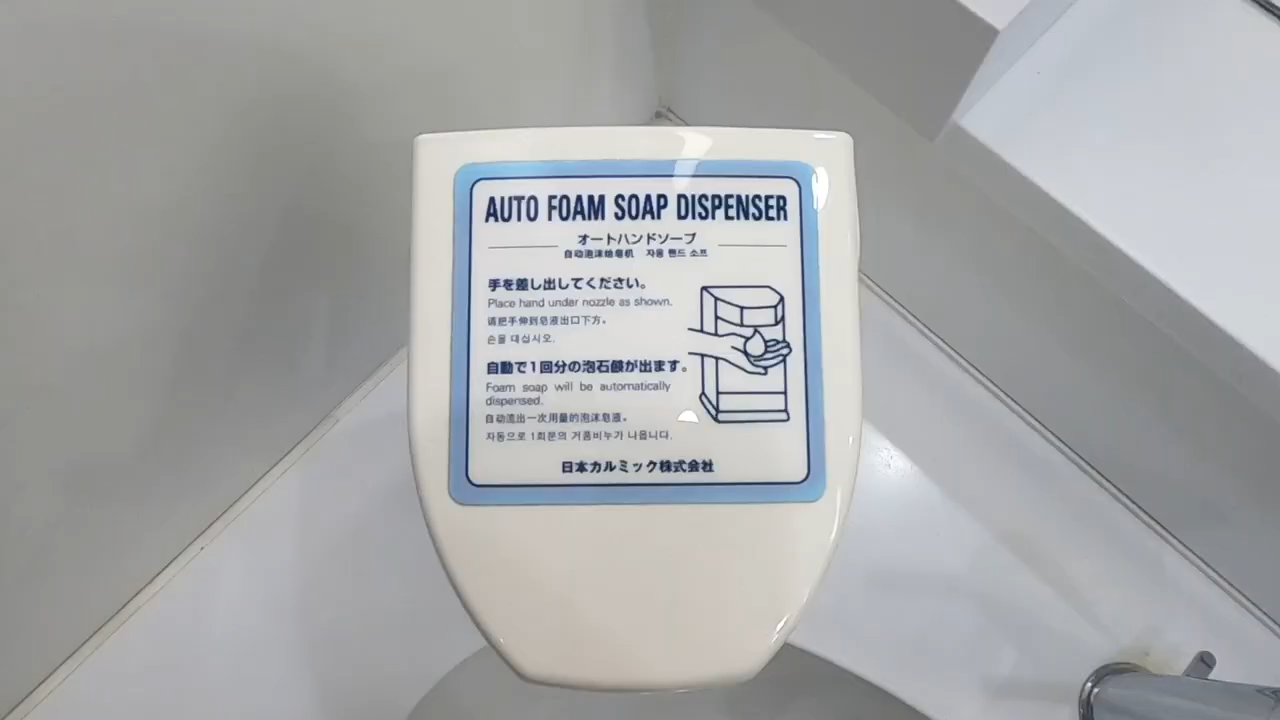 AUTO FOAM SOAP DISPENSER
オートハンドソープ
自动泡沫给皂机 자동 핸드 소프
手を差し出してください。
Place hand under nozzle as shown.
请把手伸到皂液出口下方。
손을 대십시오.
自動で1回分の泡石鹸が出ます。
Foam soap will be automatically
dispensed.
自动流出一次用量的泡沫皂液。
자동으로 1회분의 거품비누가 나옵니다.
日本カルミック株式会社